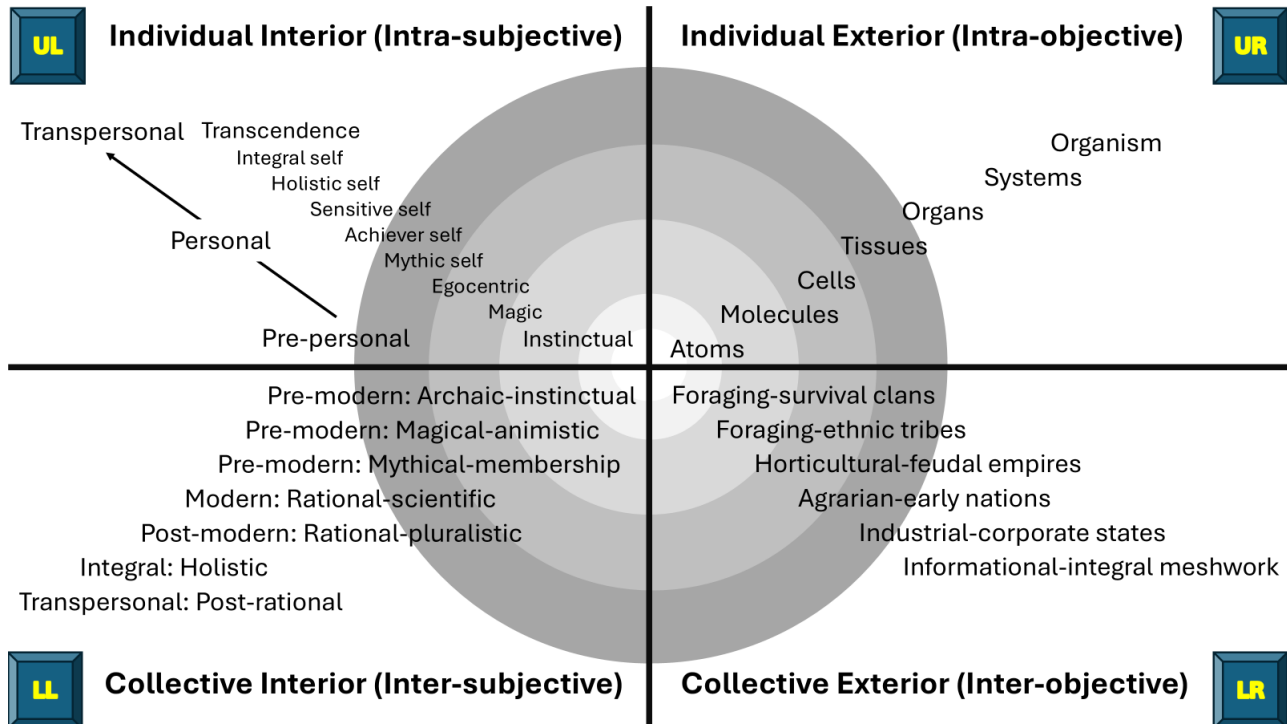 UL
Individual Interior (Intra-subjective)
Individual Exterior (Intra-objective)
UR
Transpersonal
Personal
Pre-personal
Transcendence
Integral self
Holistic self
Sensitive self
Achiever self
Mythic self
Egocentric
Magic
Instinctual
Organism
Systems
Organs
Tissues
Cells
Molecules
Atoms
Pre-modern: Archaic-instinctual
Pre-modern: Magical-animistic
Pre-modern: Mythical-membership
Modern: Rational-scientific
Post-modern: Rational-pluralistic
Integral: Holistic
Transpersonal: Post-rational
Foraging-survival clans
Foraging-ethnic tribes
Horticultural-feudal empires
Agrarian-early nations
Industrial-corporate states
Informational-integral meshwork
LL
Collective Interior (Inter-subjective)
Collective Exterior (Inter-objective)
LR